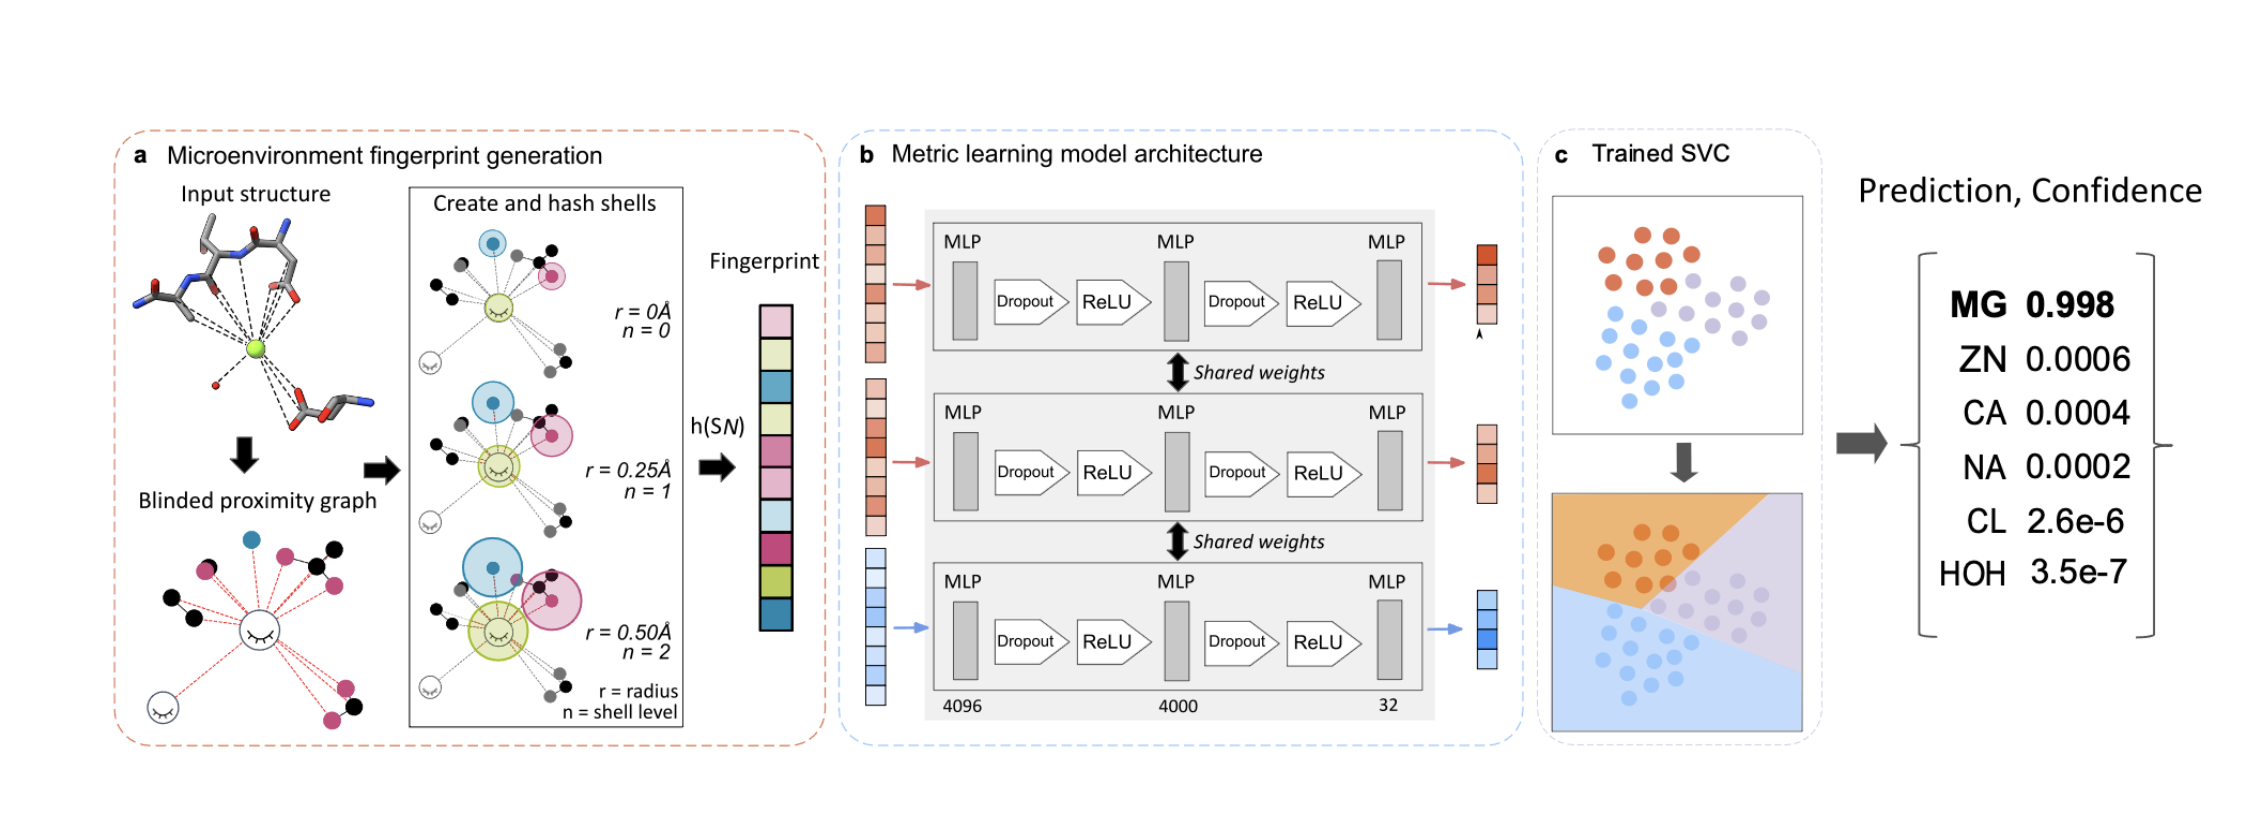 a Microenvironment fingerprint generation
Input structure
Blinded proximity graph
Create and hash shells
r = 0Å
n = 0
r = 0.25Å
n = 1
r = 0.50Å
n = 2
r = radius
n = shell level
h(SN)
Fingerprint
b Metric learning model architecture
MLP MLP MLP
Dropout ReLU Dropout ReLU
Shared weights
MLP MLP MLP
Dropout ReLU Dropout ReLU
Shared weights
MLP MLP MLP
Dropout ReLU Dropout ReLU
4096 4000 32
c Trained SVC
Prediction, Confidence
MG 0.998
ZN 0.0006
CA 0.0004
NA 0.0002
CL 2.6e-6
HOH 3.5e-7